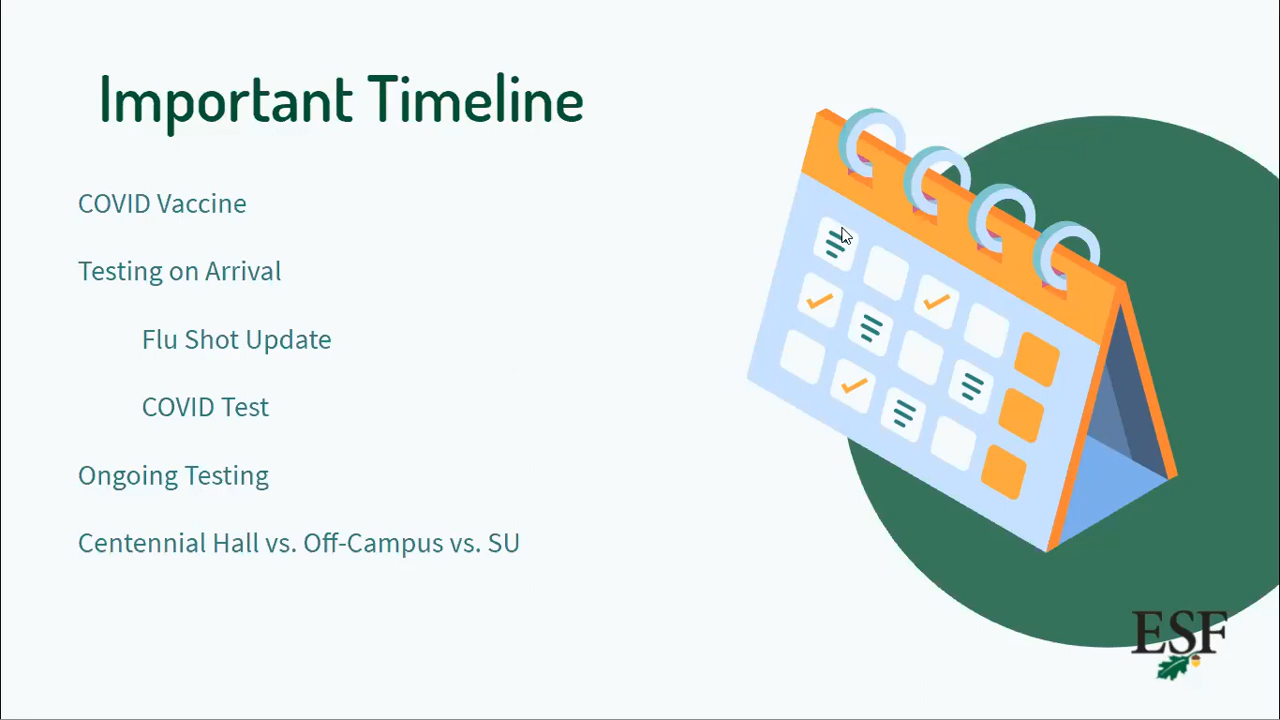 Important Timeline
COVID Vaccine
Testing on Arrival
Flu Shot Update
COVID Test
Ongoing Testing
Centennial Hall vs. Off-Campus vs. SU
ESF